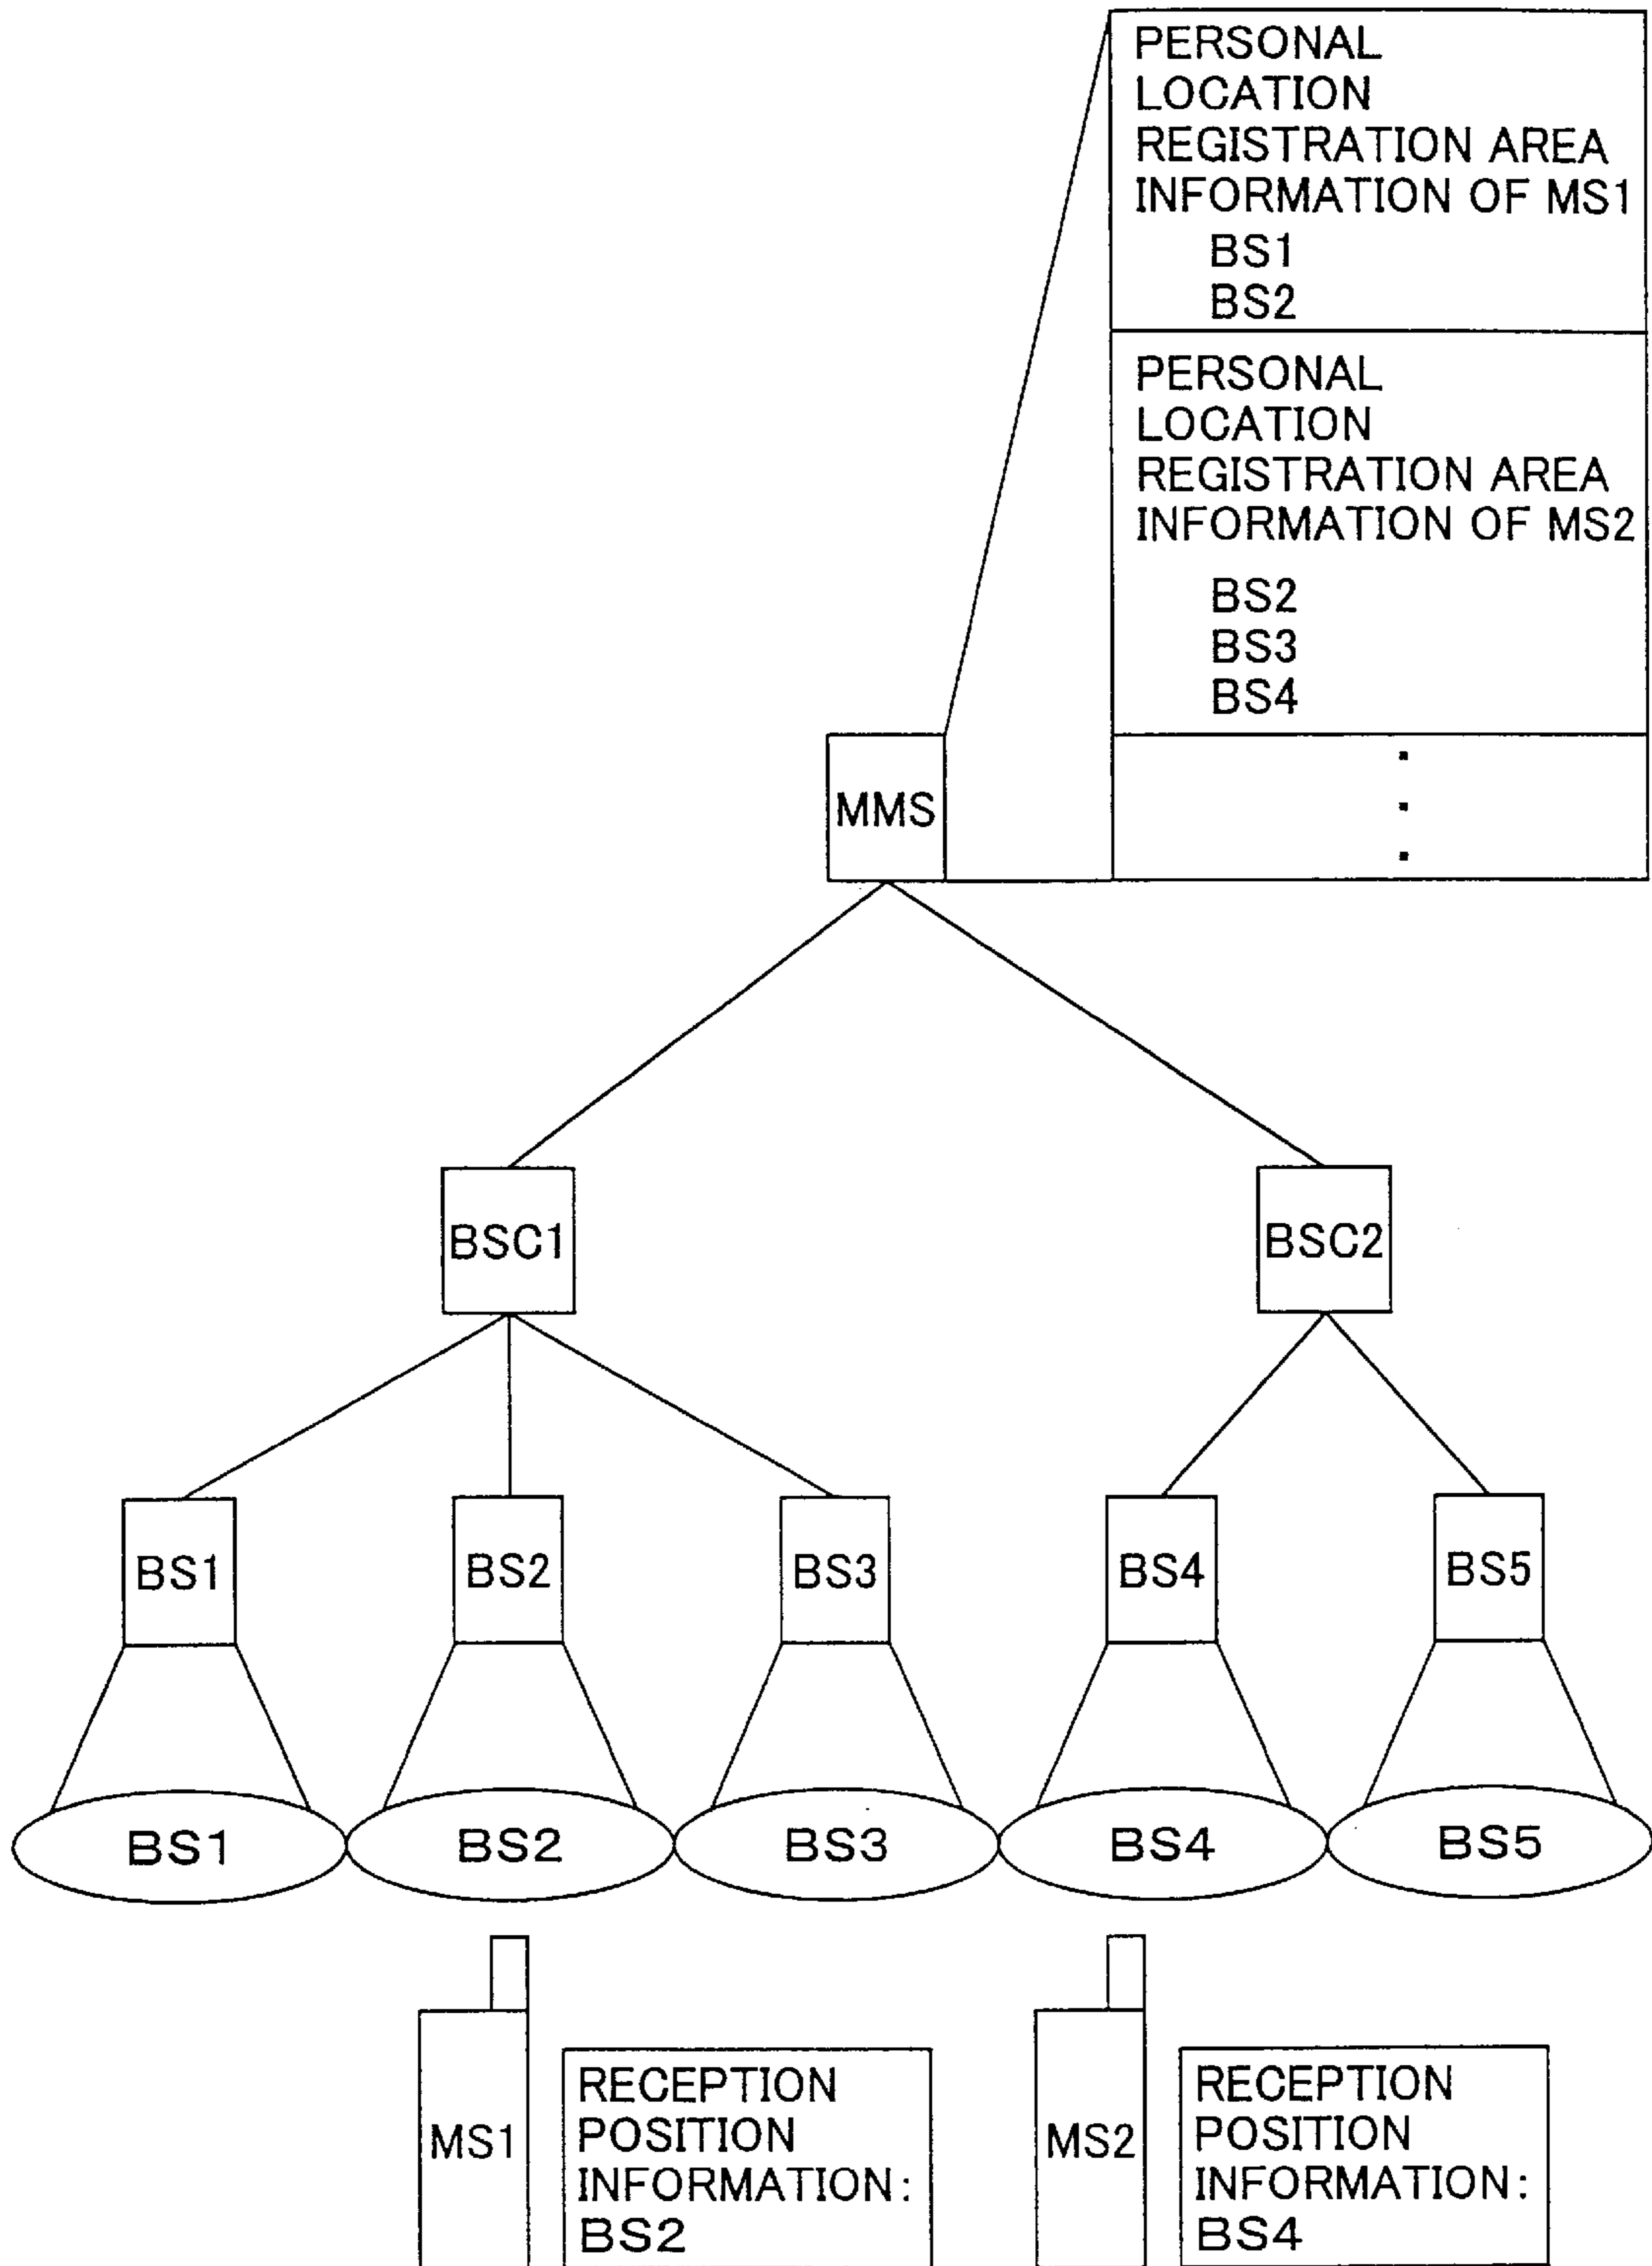 PERSONAL
LOCATION
REGISTRATION AREA
INFORMATION OF MS1
BS1
BS2
PERSONAL
LOCATION
REGISTRATION AREA
INFORMATION OF MS2
BS2
BS3
BS4
MMS
BSC1
BSC2
BS1
BS2
BS3
BS4
BS5
BS1
BS2
BS3
BS4
BS5
MS1
RECEPTION
POSITION
INFORMATION:
BS2
MS2
RECEPTION
POSITION
INFORMATION:
BS4